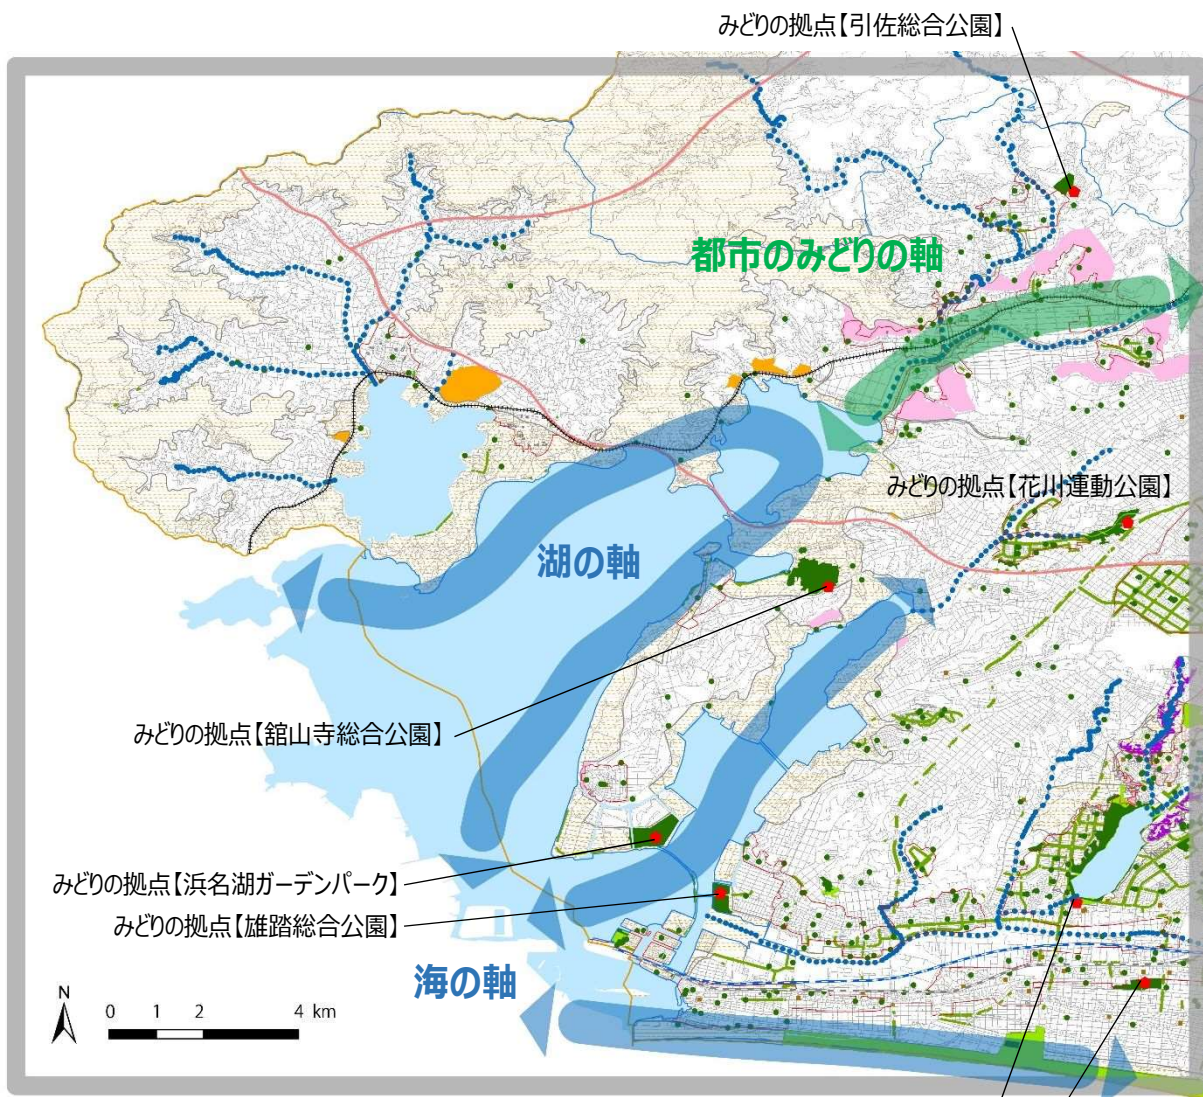 みどりの拠点【引佐総合公園】
都市のみどりの軸
みどりの拠点【花川運動公園】
湖の軸
みどりの拠点【舘山寺総合公園】
みどりの拠点【浜名湖ガーデンパーク】
みどりの拠点【雄踏総合公園】
海の軸
N
0 1 2 4 km